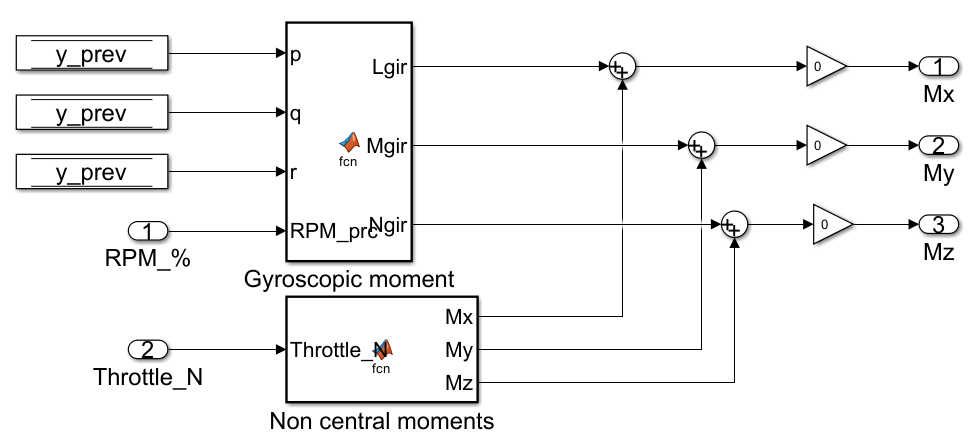 y_prev
y_prev
y_prev
1
RPM_%
p
q
r
RPM_prc
Lgir
Mgir
Ngir
fcn
Gyroscopic moment
2
Throttle_N
Throttle_N
fcn
Mx
My
Mz
Non central moments
0
0
0
1
Mx
2
My
3
Mz